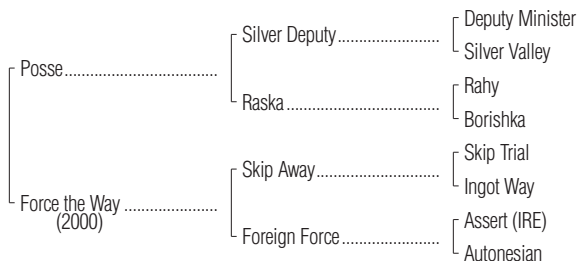 Deputy Minister
Silver Deputy
Silver Valley
Posse
Rahy
Raska
Borishka
Skip Trial
Skip Away
Ingot Way
Force the Way
(2000)
Assert (IRE)
Foreign Force
Autonesian